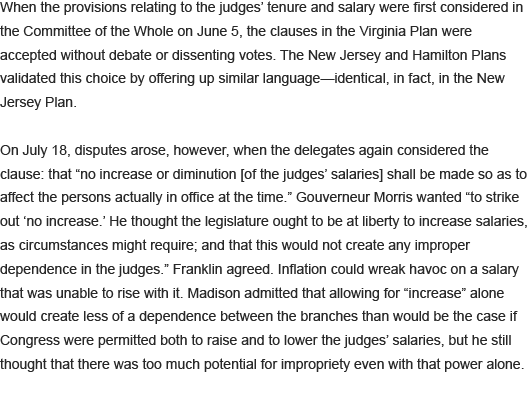 When the provisions relating to the judges’ tenure and salary were first considered in
the Committee of the Whole on June 5, the clauses in the Virginia Plan were
accepted without debate or dissenting votes. The New Jersey and Hamilton Plans
validated this choice by offering up similar language—identical, in fact, in the New
Jersey Plan.

On July 18, disputes arose, however, when the delegates again considered the
clause: that “no increase or diminution [of the judges’ salaries] shall be made so as to
affect the persons actually in office at the time.” Gouverneur Morris wanted “to strike
out ‘no increase.’ He thought the legislature ought to be at liberty to increase salaries,
as circumstances might require; and that this would not create any improper
dependence in the judges.” Franklin agreed. Inflation could wreak havoc on a salary
that was unable to rise with it. Madison admitted that allowing for “increase” alone
would create less of a dependence between the branches than would be the case if
Congress were permitted both to raise and to lower the judges’ salaries, but he still
thought that there was too much potential for impropriety even with that power alone.